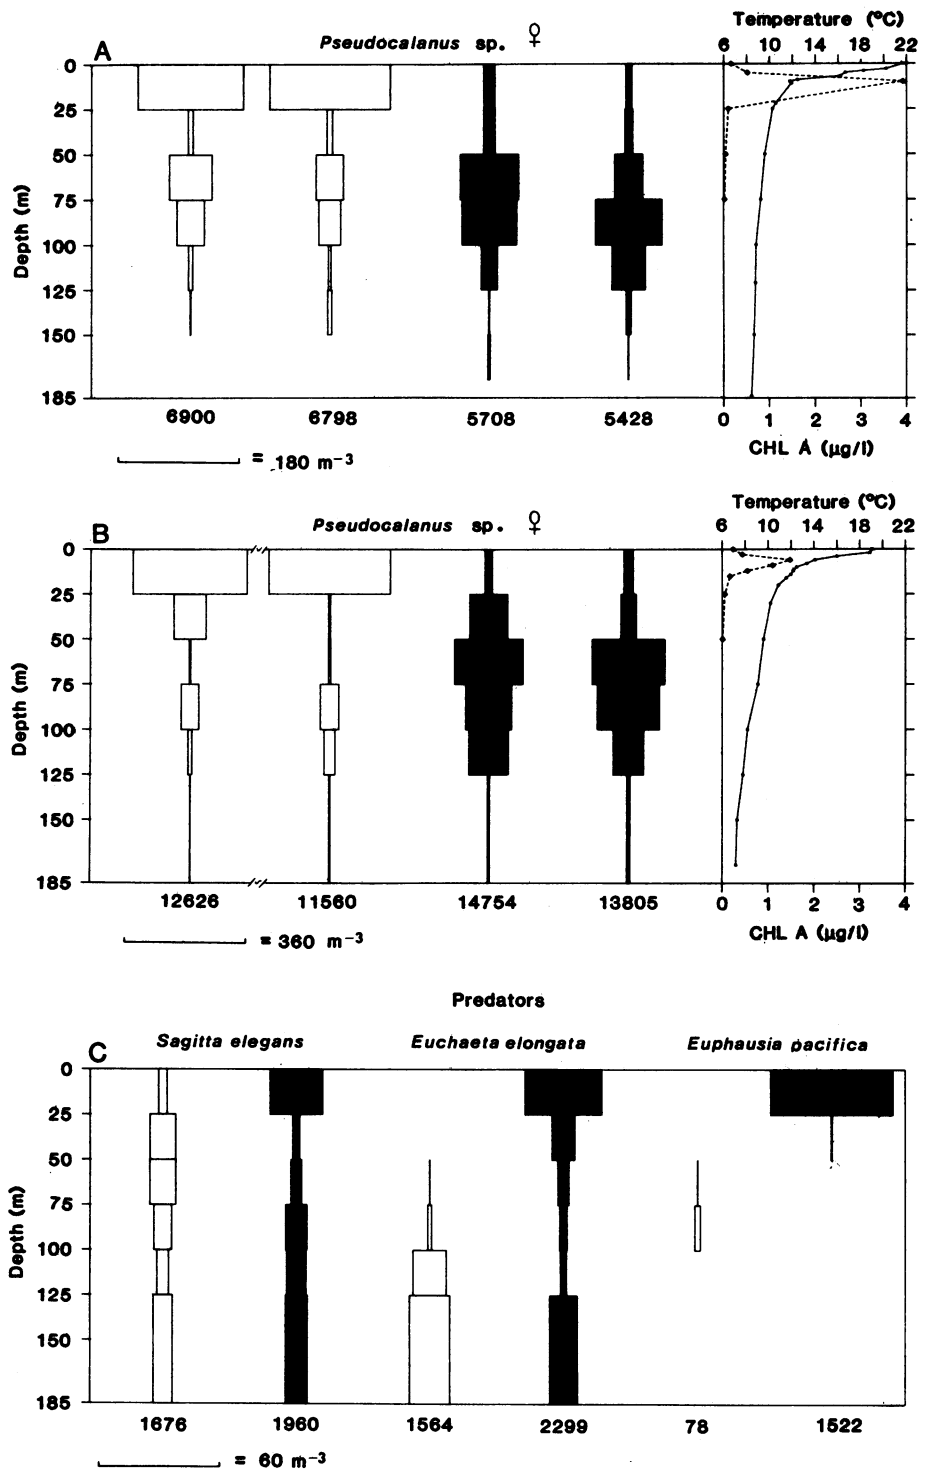 A
Pseudocalanus sp. ♀
Temperature (°C)
6 10 14 18 22
Depth (m)
0
25
50
75
100
125
150
185
6900 6798 5708 5428
0 1 2 3 4
CHL A (µg/l)
= 180 m⁻³
B
Pseudocalanus sp. ♀
Temperature (°C)
6 10 14 18 22
Depth (m)
0
25
50
75
100
125
150
185
12626 11560 14754 13805
0 1 2 3 4
CHL A (µg/l)
= 360 m⁻³
Predators
C
Sagitta elegans Euchaeta elongata Euphausia pacifica
Depth (m)
0
25
50
75
100
125
150
185
1676 1960 1564 2299 78 1522
= 60 m⁻³